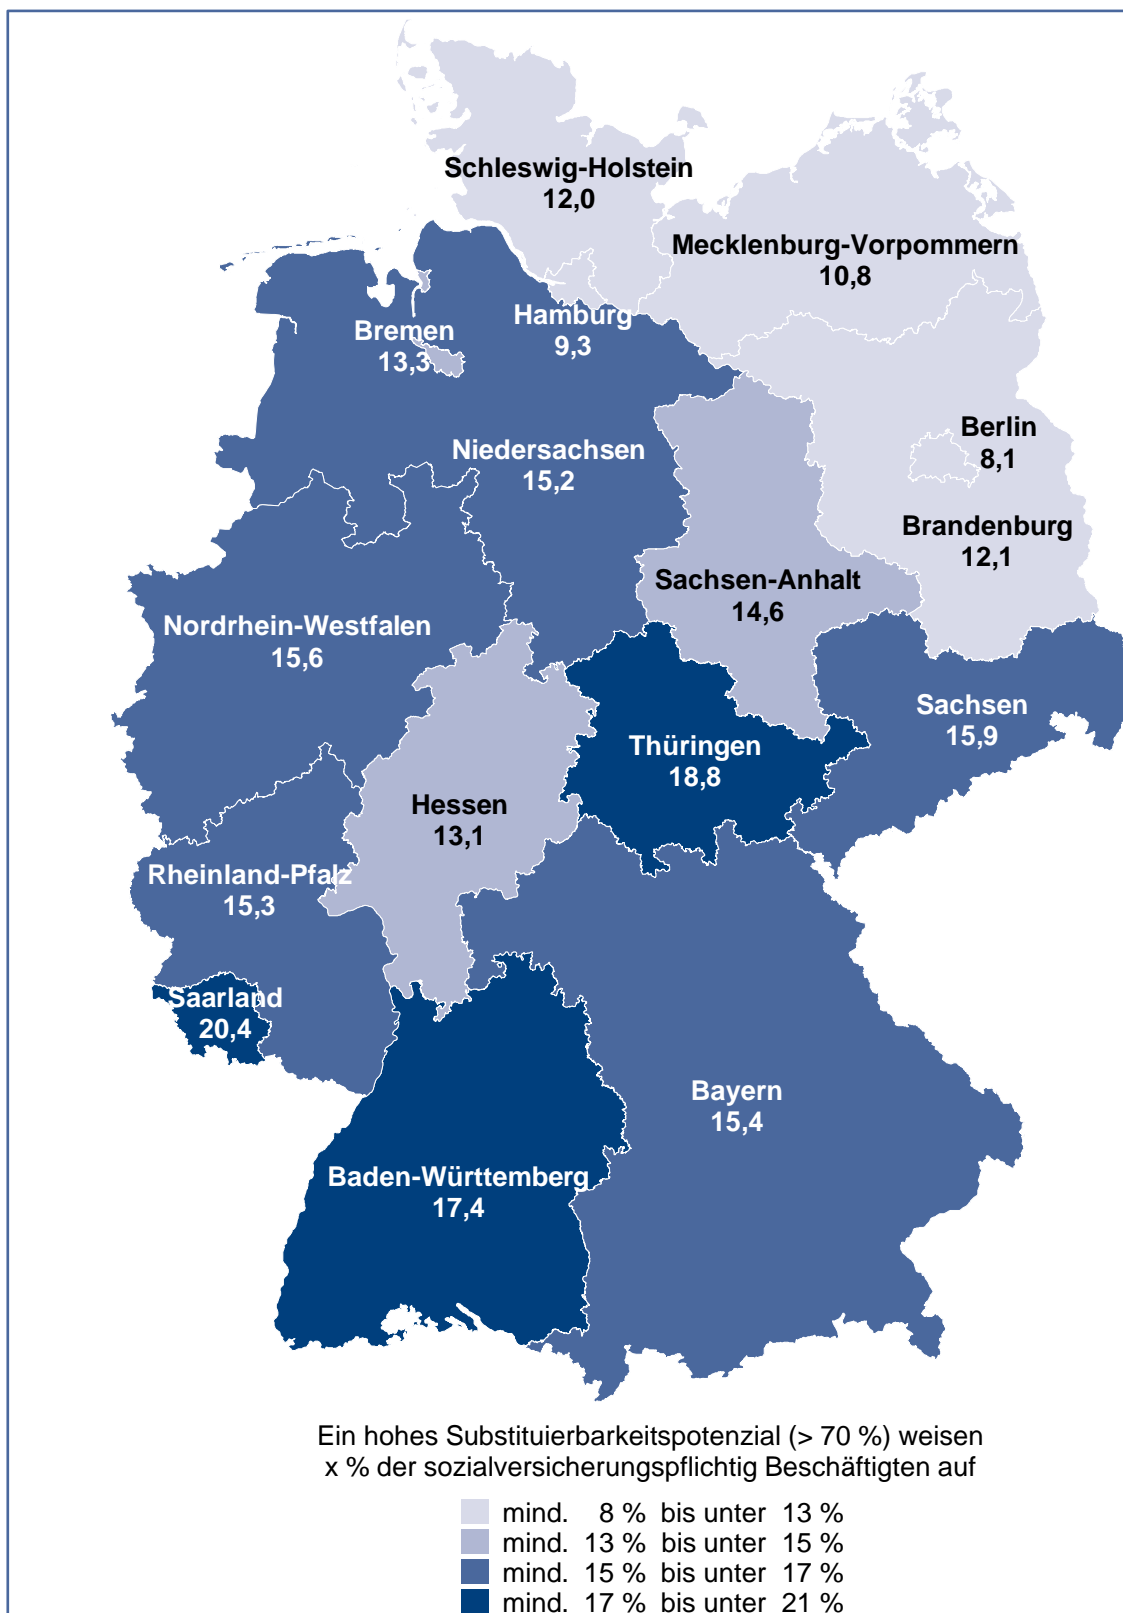 Schleswig-Holstein
12,0
Mecklenburg-Vorpommern
10,8
Hamburg
9,3
Bremen
13,3
Berlin
8,1
Niedersachsen
15,2
Brandenburg
12,1
Sachsen-Anhalt
14,6
Nordrhein-Westfalen
15,6
Sachsen
15,9
Thüringen
18,8
Hessen
13,1
Rheinland-Pfalz
15,3
Saarland
20,4
Bayern
15,4
Baden-Württemberg
17,4
Ein hohes Substituierbarkeitspotenzial (> 70 %) weisen
x % der sozialversicherungspflichtig Beschäftigten auf
mind. 8 % bis unter 13 %
mind. 13 % bis unter 15 %
mind. 15 % bis unter 17 %
mind. 17 % bis unter 21 %